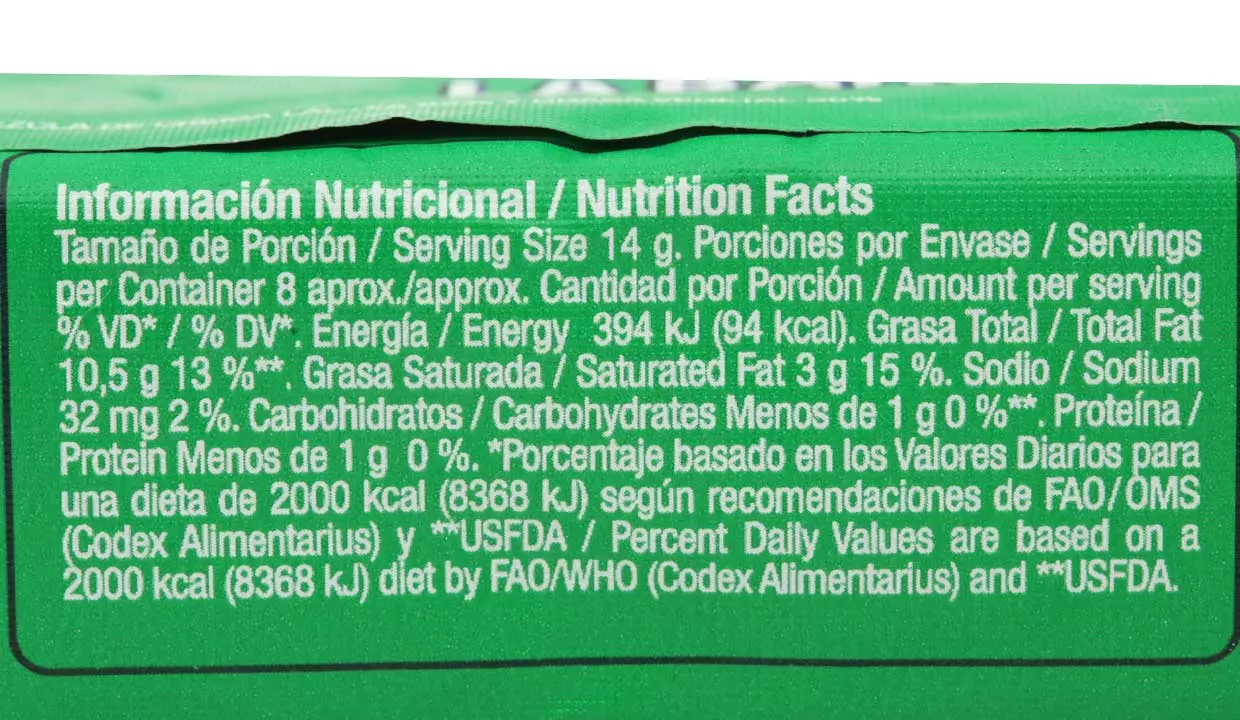 Información Nutricional / Nutrition Facts
Tamaño de Porción / Serving Size 14 g. Porciones por Envase / Servings
per Container 8 aprox./approx. Cantidad por Porción / Amount per serving
% VD* / % DV*. Energía / Energy 394 kJ (94 kcal). Grasa Total / Total Fat
10,5 g 13 %**. Grasa Saturada / Saturated Fat 3 g 15 %. Sodio / Sodium
32 mg 2 %. Carbohidratos / Carbohydrates Menos de 1 g 0 %**. Proteína /
Protein Menos de 1 g 0 %. *Porcentaje basado en los Valores Diarios para
una dieta de 2000 kcal (8368 kJ) según recomendaciones de FAO/OMS
(Codex Alimentarius) y **USFDA / Percent Daily Values are based on a
2000 kcal (8368 kJ) diet by FAO/WHO (Codex Alimentarius) and **USFDA.